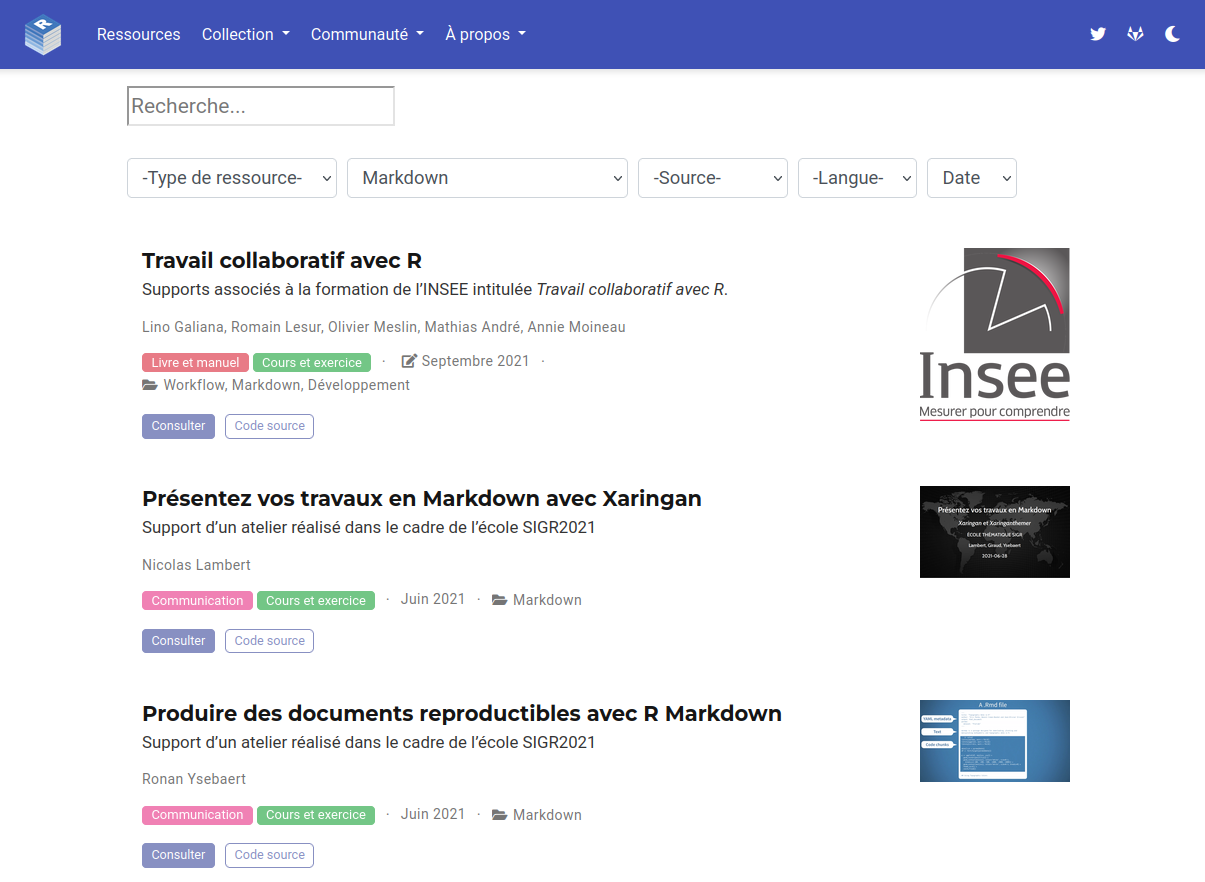 R
Ressources Collection Communauté À propos
Recherche...
-Type de ressource- Markdown -Source- -Langue- Date
Travail collaboratif avec R
Supports associés à la formation de l'INSEE intitulée Travail collaboratif avec R.
Lino Galiana, Romain Lesur, Olivier Meslin, Mathias André, Annie Moineau
Livre et manuel Cours et exercice · Septembre 2021 ·
Workflow, Markdown, Développement
Consulter Code source
Insee
Mesurer pour comprendre
Présentez vos travaux en Markdown avec Xaringan
Support d'un atelier réalisé dans le cadre de l'école SIGR2021
Nicolas Lambert
Communication Cours et exercice · Juin 2021 · Markdown
Consulter Code source
Présentez vos travaux en Markdown
Xaringan et Xaringanthemer
ÉCOLE THÉMATIQUE SIGR
Lambert, Giraud, Ysebaert
2021-06-28
Produire des documents reproductibles avec R Markdown
Support d'un atelier réalisé dans le cadre de l'école SIGR2021
Ronan Ysebaert
Communication Cours et exercice · Juin 2021 · Markdown
Consulter Code source
A .Rmd file
YAML metadata
Text
Code chunks